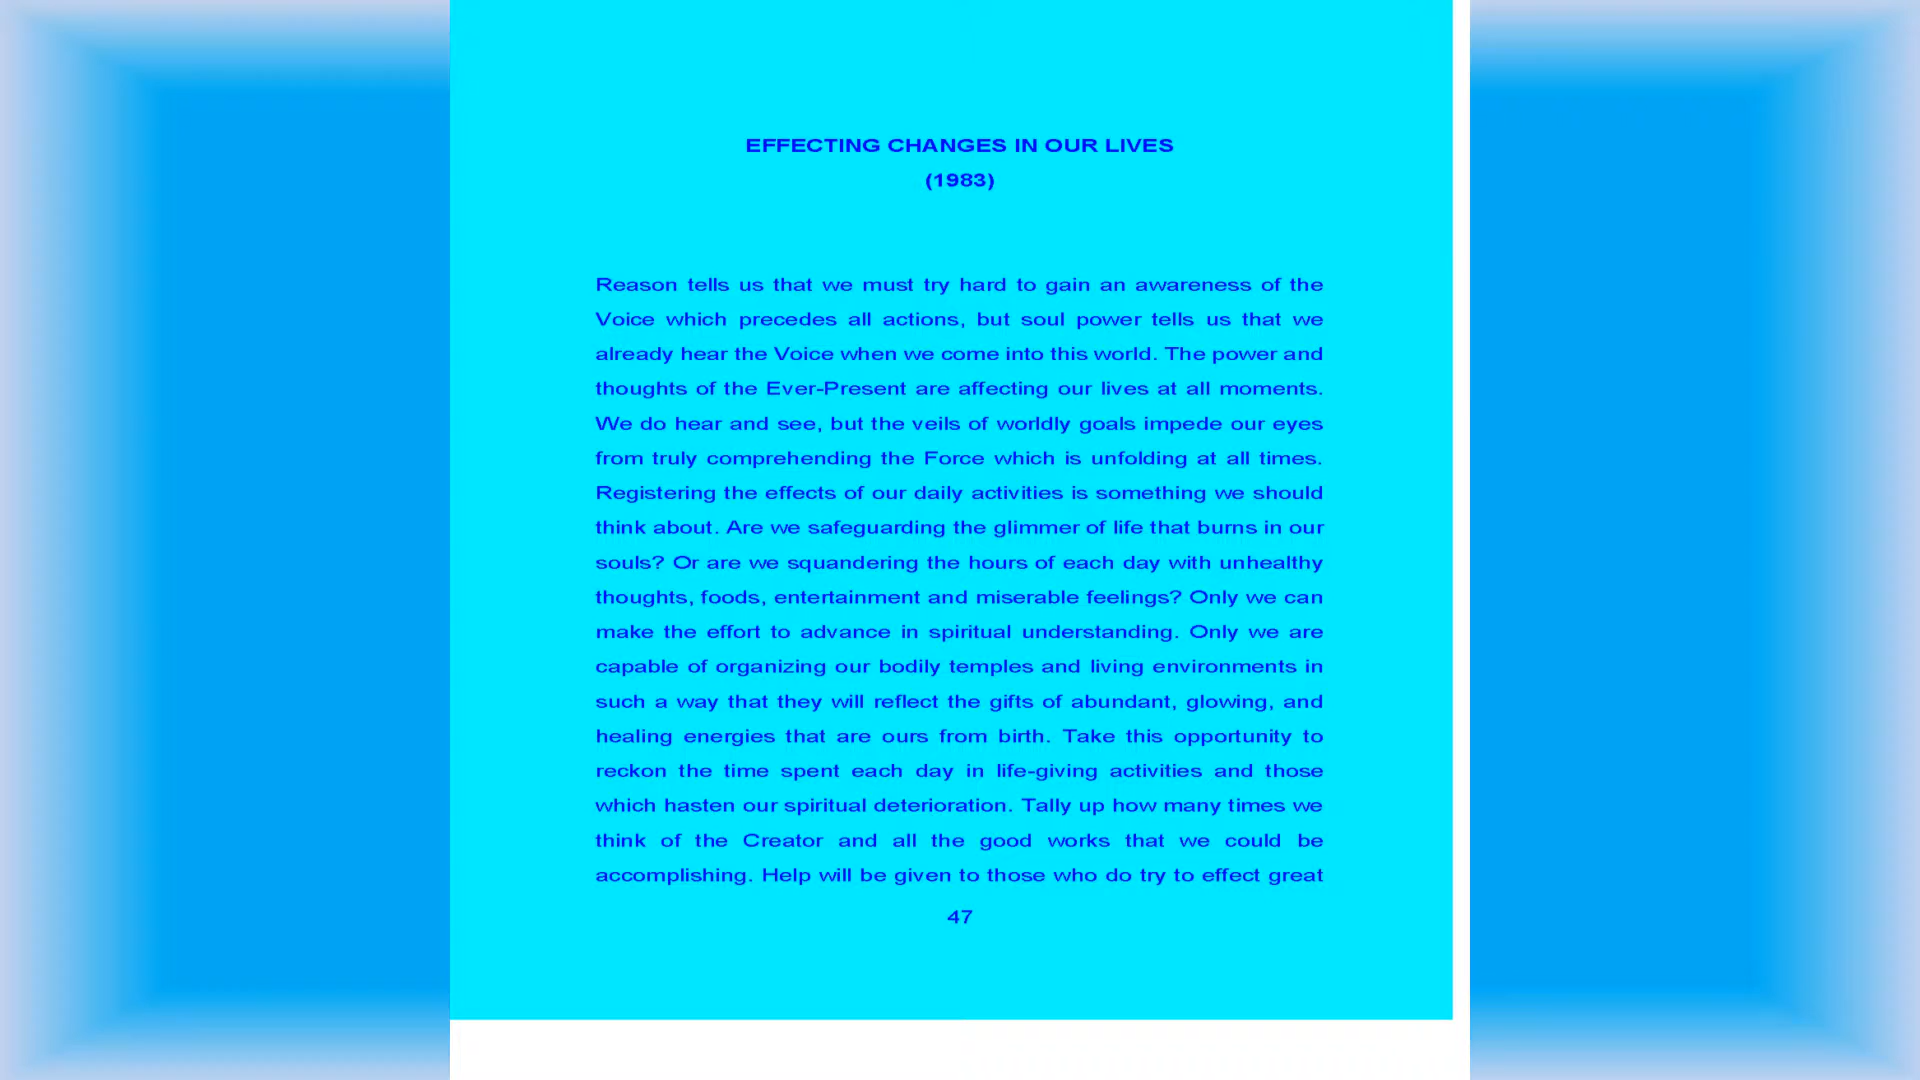 EFFECTING CHANGES IN OUR LIVES
(1983)
Reason tells us that we must try hard to gain an awareness of the
Voice which precedes all actions, but soul power tells us that we
already hear the Voice when we come into this world. The power and
thoughts of the Ever-Present are affecting our lives at all moments.
We do hear and see, but the veils of worldly goals impede our eyes
from truly comprehending the Force which is unfolding at all times.
Registering the effects of our daily activities is something we should
think about. Are we safeguarding the glimmer of life that burns in our
souls? Or are we squandering the hours of each day with unhealthy
thoughts, foods, entertainment and miserable feelings? Only we can
make the effort to advance in spiritual understanding. Only we are
capable of organizing our bodily temples and living environments in
such a way that they will reflect the gifts of abundant, glowing, and
healing energies that are ours from birth. Take this opportunity to
reckon the time spent each day in life-giving activities and those
which hasten our spiritual deterioration. Tally up how many times we
think of the Creator and all the good works that we could be
accomplishing. Help will be given to those who do try to effect great
47